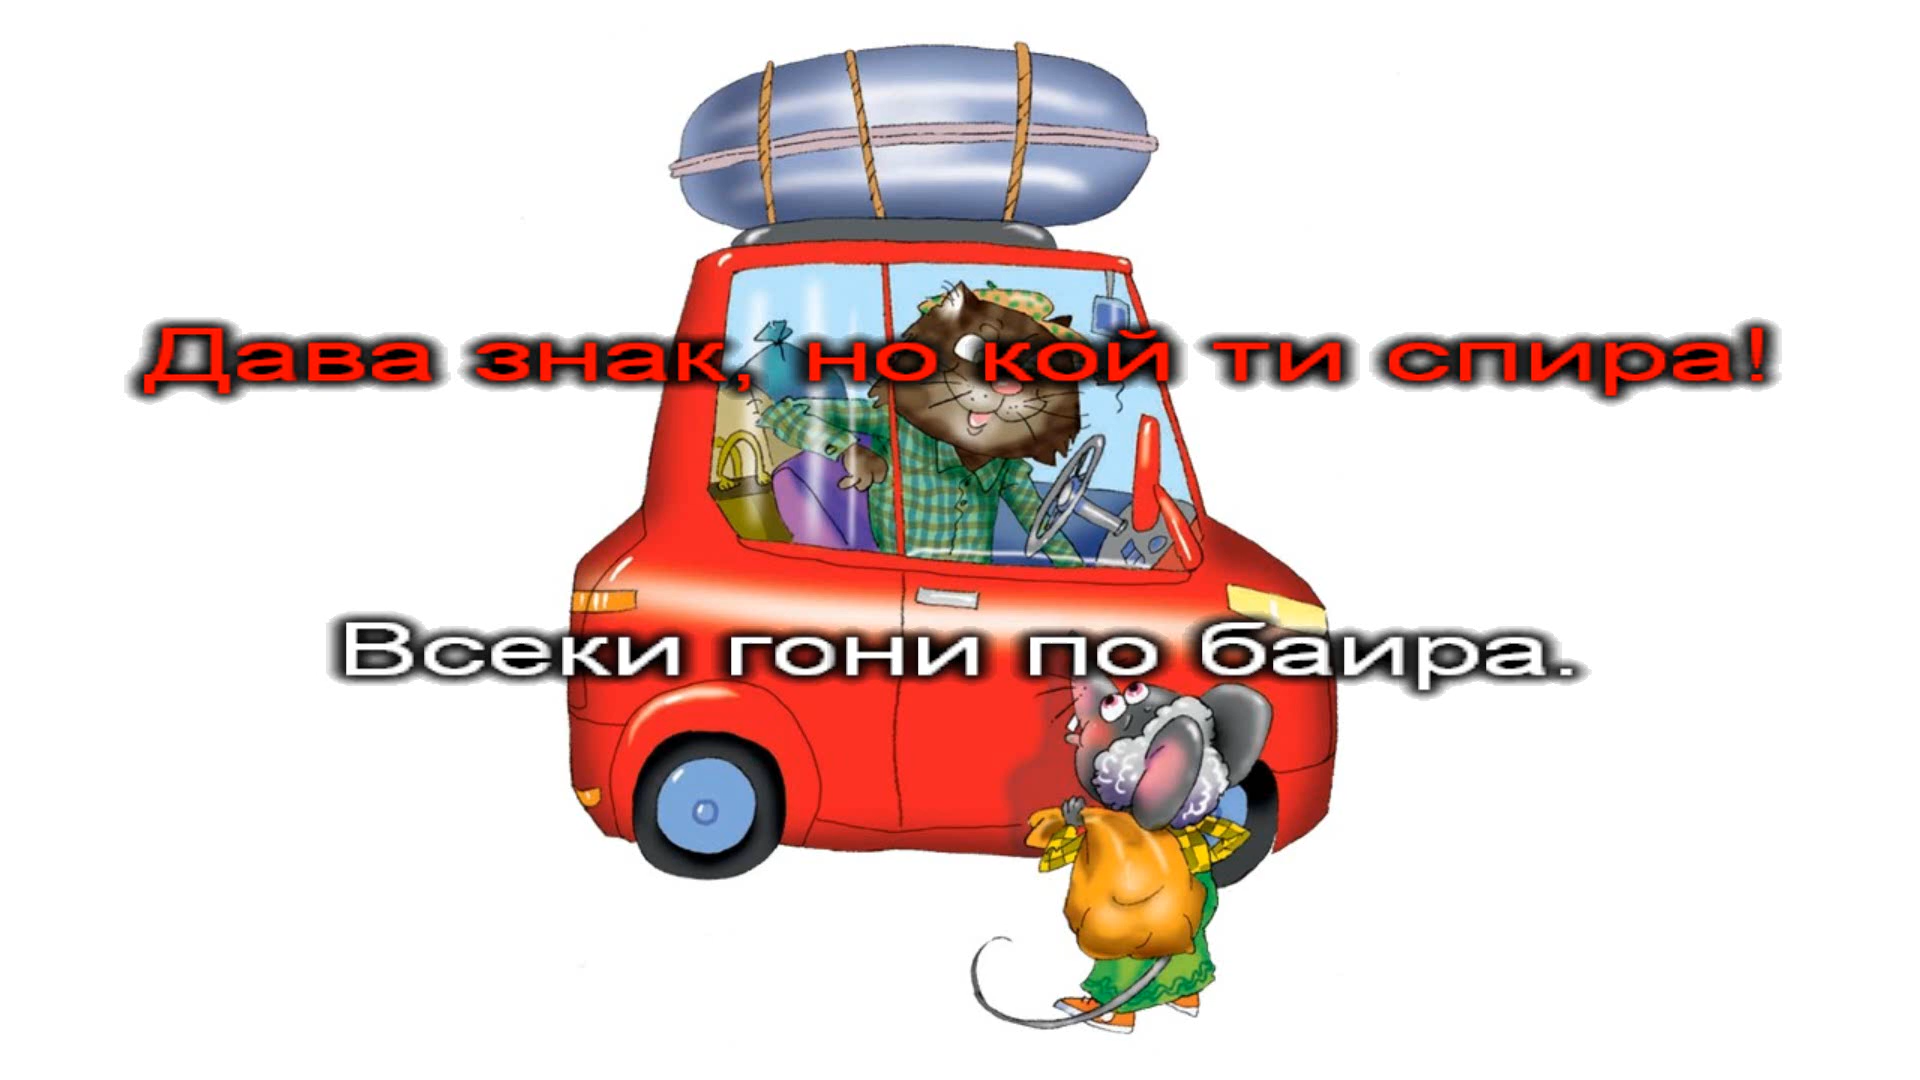 Дава знак, но кой ти спира!
Всеки гони по баира.